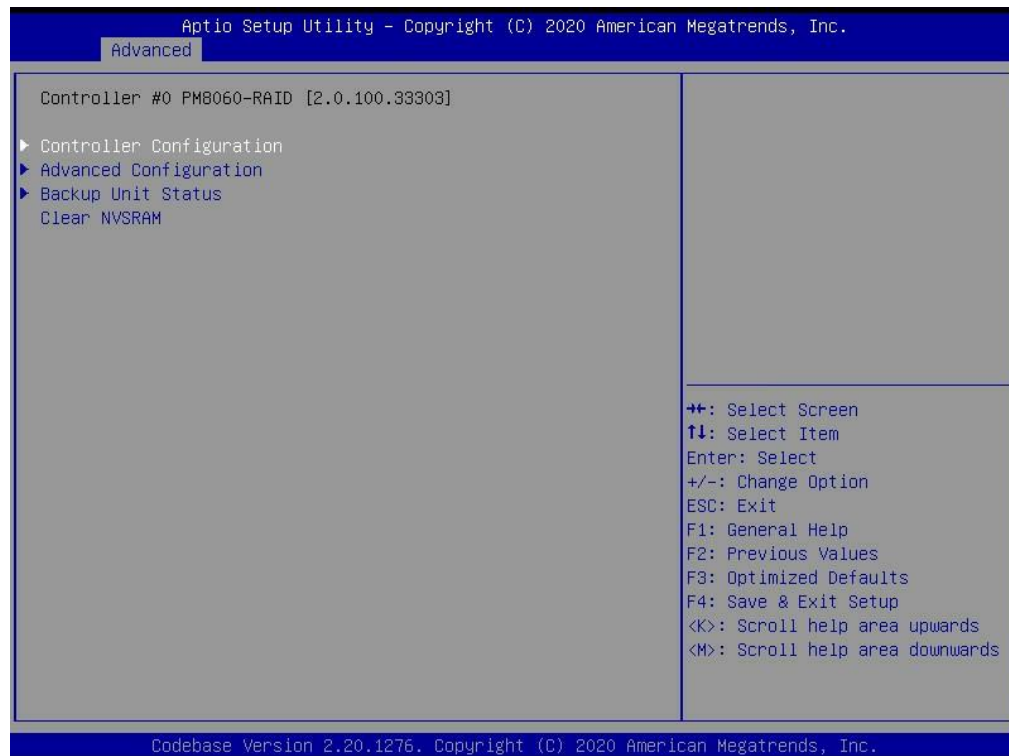 Aptio Setup Utility – Copyright (C) 2020 American Megatrends, Inc.
Advanced
Controller #0 PM8060-RAID [2.0.100.33303]
▶ Controller Configuration
▶ Advanced Configuration
▶ Backup Unit Status
Clear NVSRAM
→←: Select Screen
↑↓: Select Item
Enter: Select
+/-: Change Option
ESC: Exit
F1: General Help
F2: Previous Values
F3: Optimized Defaults
F4: Save & Exit Setup
<K>: Scroll help area upwards
<M>: Scroll help area downwards
Codebase Version 2.20.1276. Copyright (C) 2020 American Megatrends, Inc.